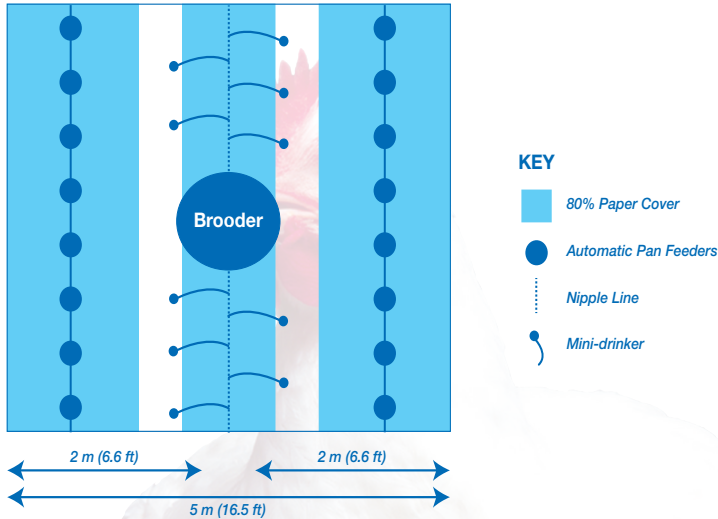 Brooder
KEY
80% Paper Cover
Automatic Pan Feeders
Nipple Line
Mini-drinker
2 m (6.6 ft)
2 m (6.6 ft)
5 m (16.5 ft)